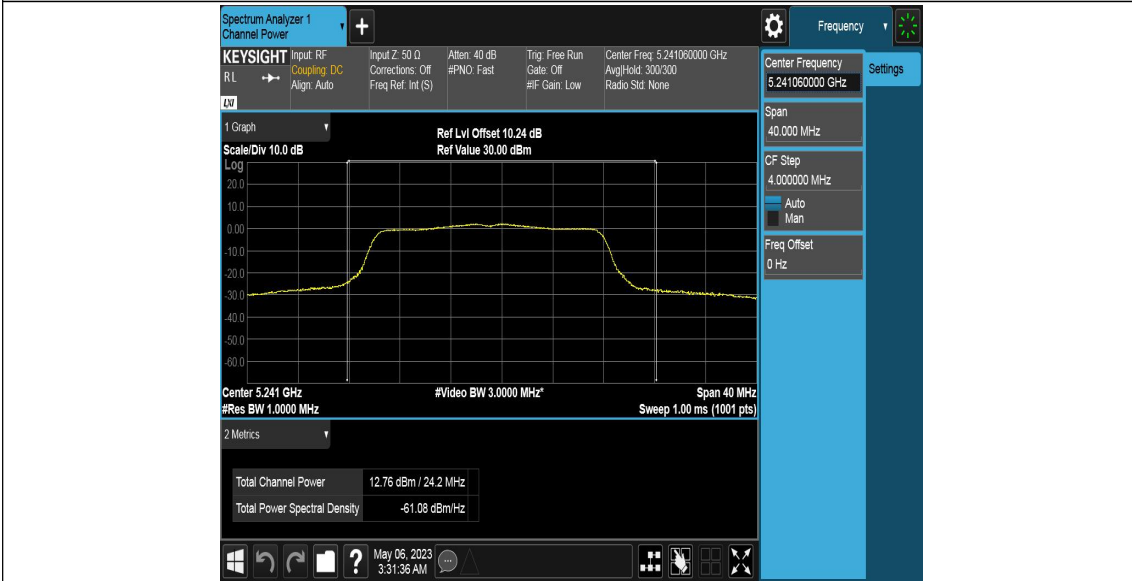 Spectrum Analyzer 1
Channel Power
+
Frequency
KEYSIGHT
RL
LXI
Input: RF
Coupling: DC
Align: Auto
Input Z: 50 Ω
Corrections: Off
Freq Ref: Int (S)
Atten: 40 dB
#PNO: Fast
Trig: Free Run
Gate: Off
#IF Gain: Low
Center Freq: 5.241060000 GHz
Avg|Hold: 300/300
Radio Std: None
Center Frequency
5.241060000 GHz
Settings
Span
40.000 MHz
CF Step
4.000000 MHz
Auto
Man
Freq Offset
0 Hz
1 Graph
Scale/Div 10.0 dB
Ref Lvl Offset 10.24 dB
Ref Value 30.00 dBm
Log
20.0
10.0
0.00
-10.0
-20.0
-30.0
-40.0
-50.0
-60.0
Center 5.241 GHz
#Res BW 1.0000 MHz
#Video BW 3.0000 MHz*
Span 40 MHz
Sweep 1.00 ms (1001 pts)
2 Metrics
Total Channel Power 12.76 dBm / 24.2 MHz
Total Power Spectral Density -61.08 dBm/Hz
?
May 06, 2023
3:31:36 AM